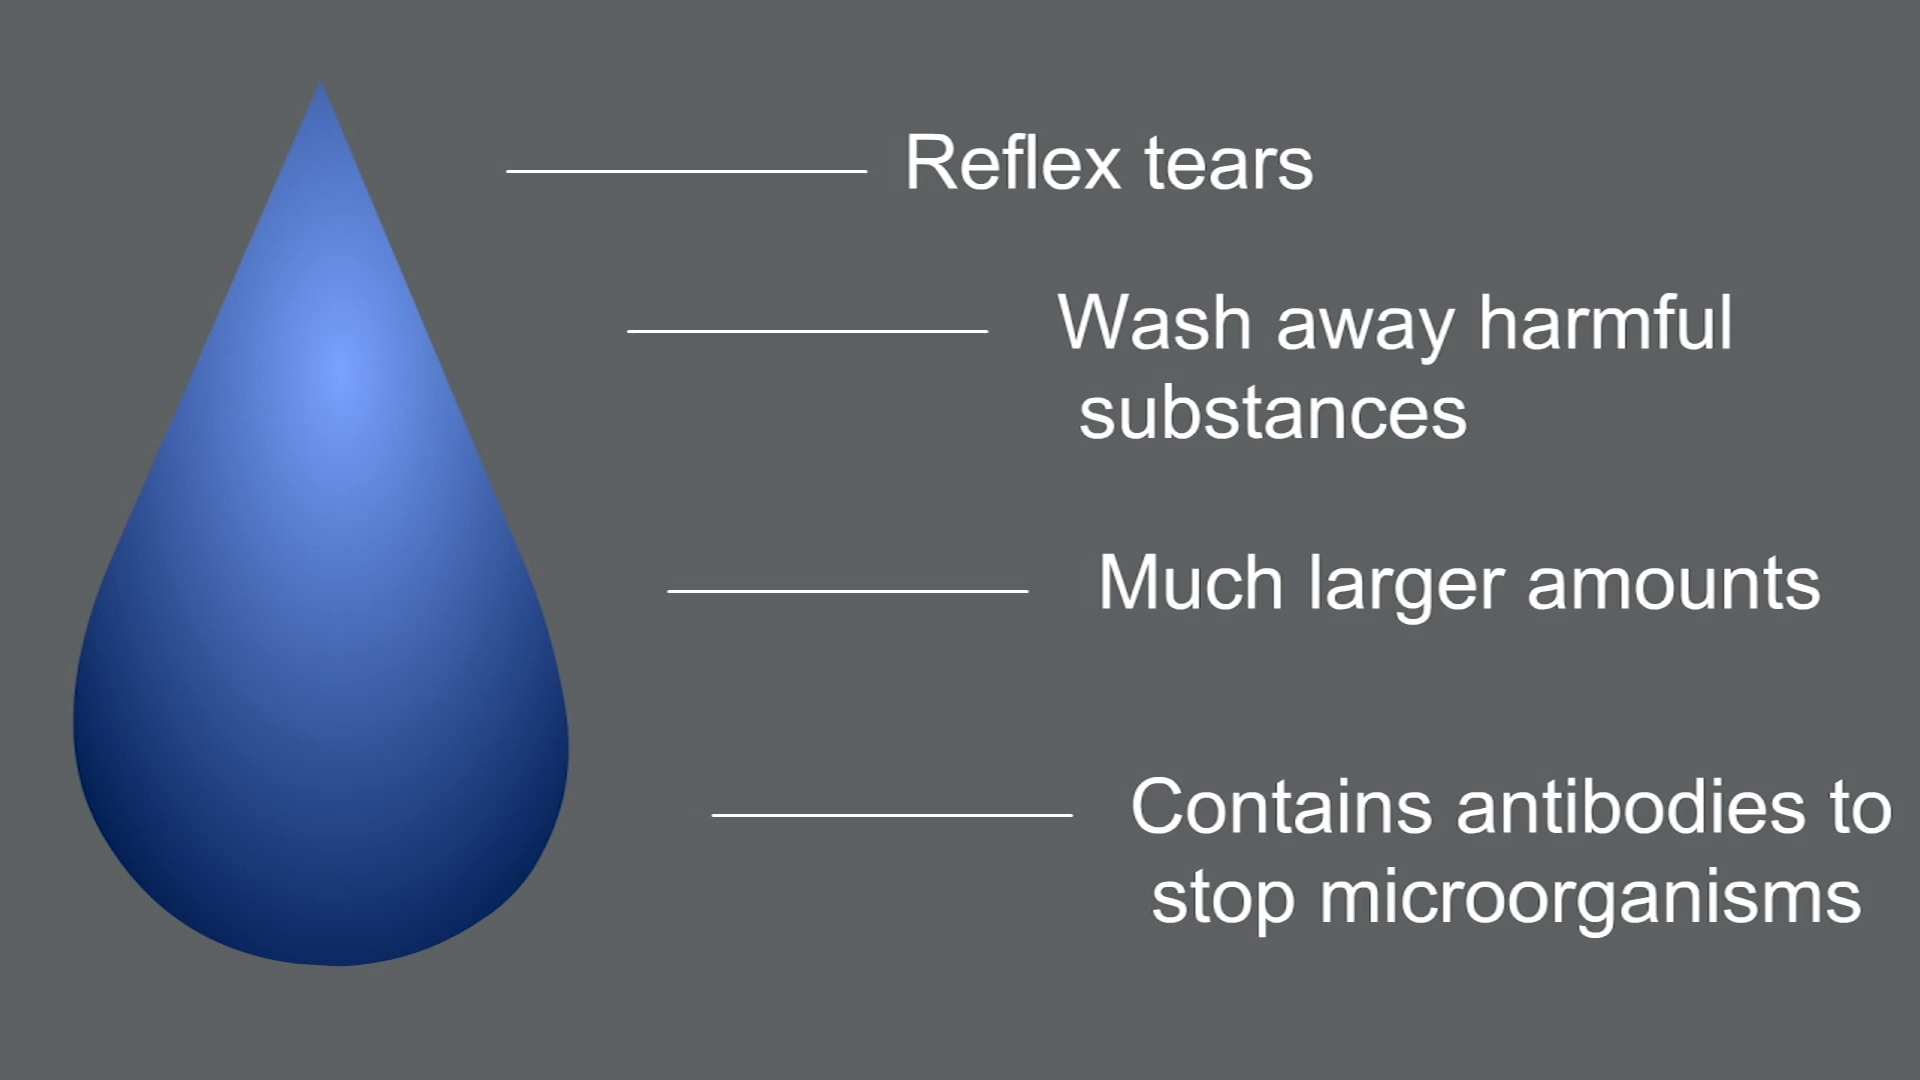 Reflex tears
Wash away harmful
substances
Much larger amounts
Contains antibodies to
stop microorganisms